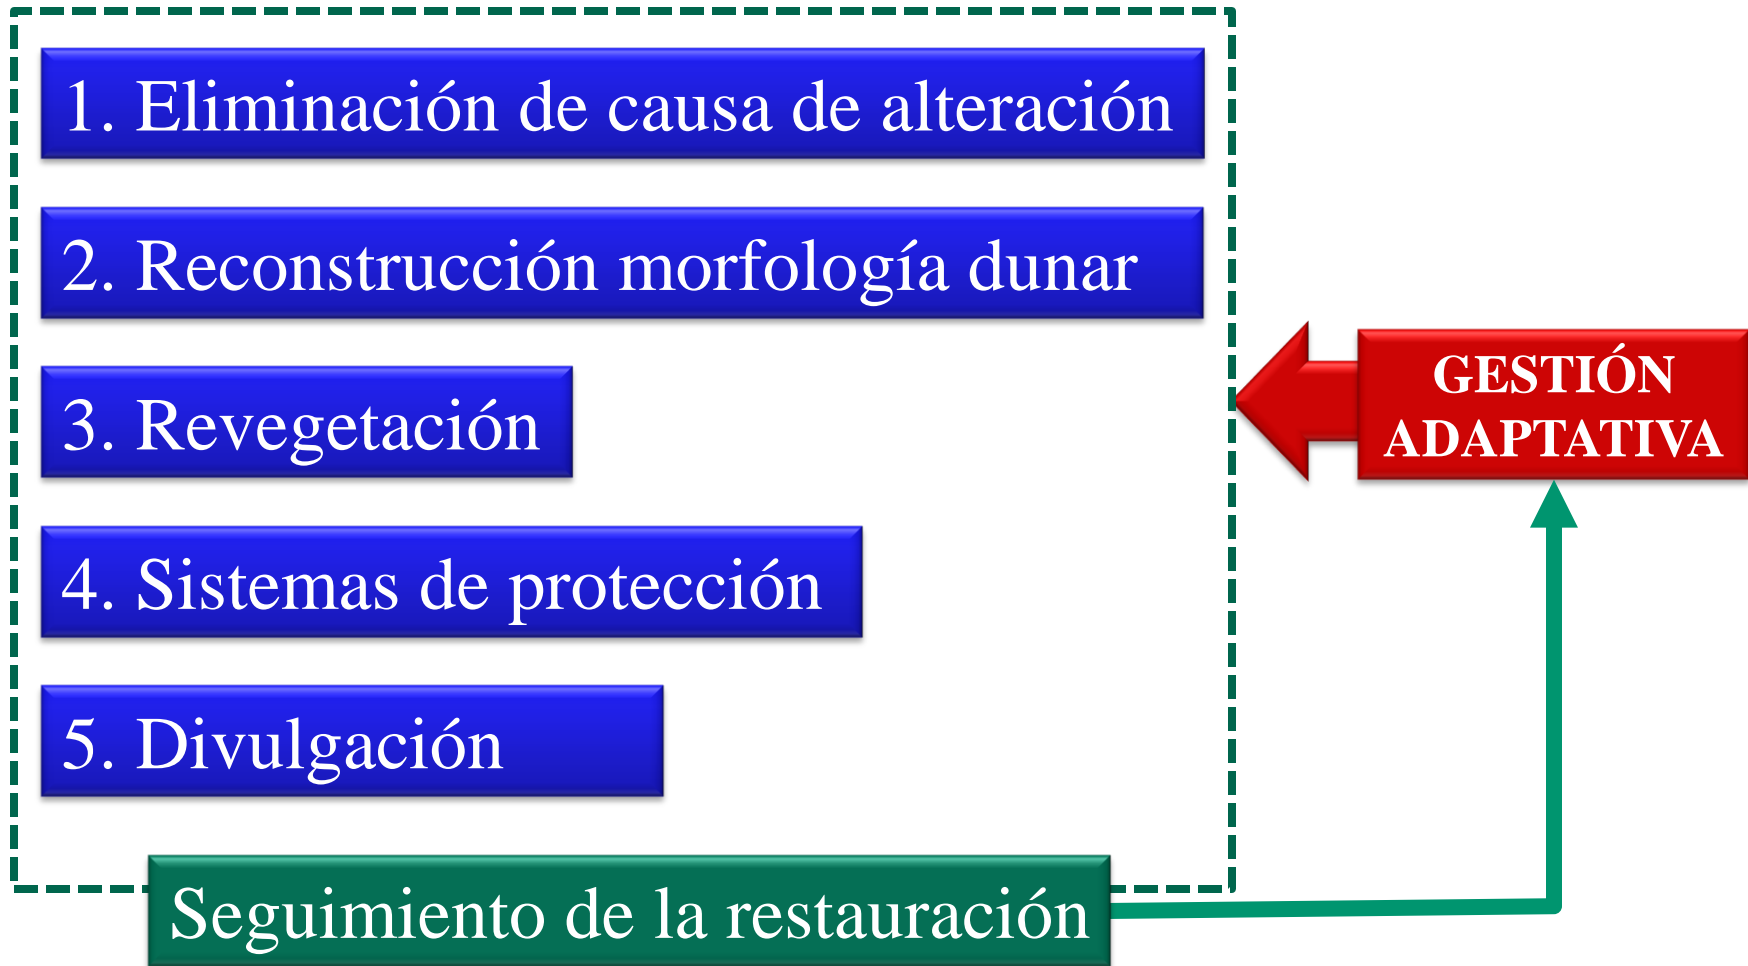 1. Eliminación de causa de alteración
2. Reconstrucción morfología dunar
3. Revegetación
4. Sistemas de protección
5. Divulgación
Seguimiento de la restauración
GESTIÓN
ADAPTATIVA